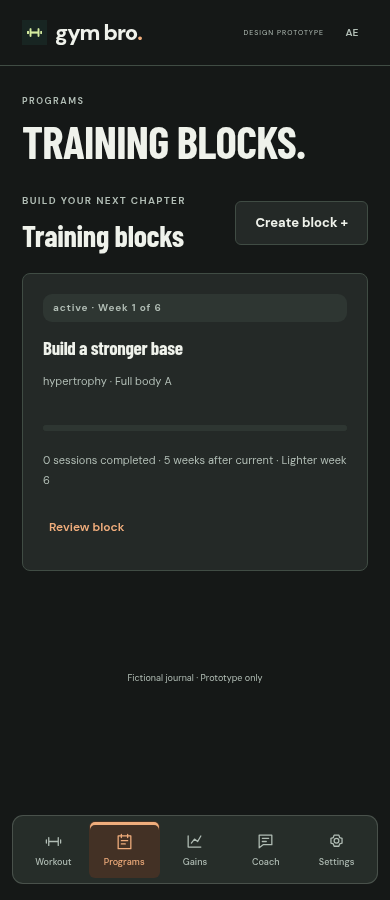 gym bro.
DESIGN PROTOTYPE
AE
PROGRAMS
TRAINING BLOCKS.
BUILD YOUR NEXT CHAPTER
Training blocks
Create block +
active · Week 1 of 6
Build a stronger base
hypertrophy · Full body A
0 sessions completed · 5 weeks after current · Lighter week
6
Review block
Fictional journal · Prototype only
Workout
Programs
Gains
Coach
Settings